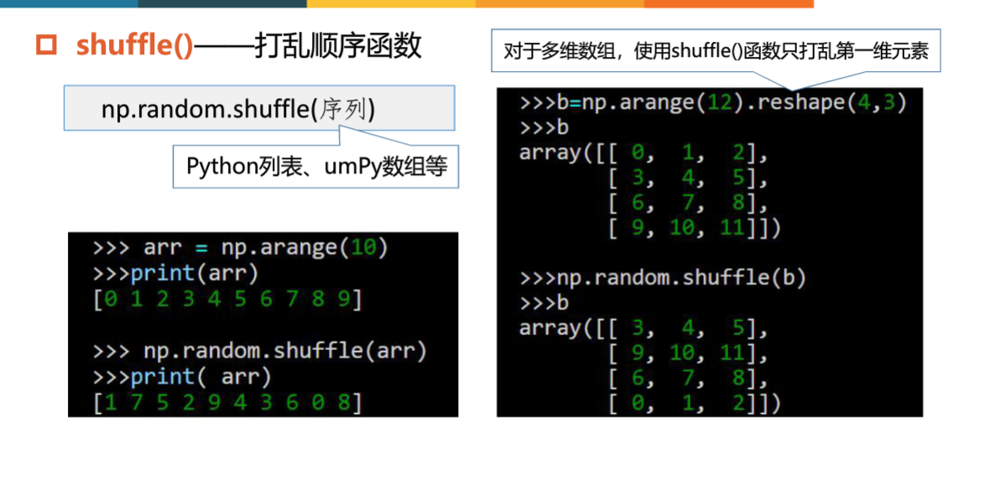 shuffle()——打乱顺序函数
np.random.shuffle(序列)
Python列表、umPy数组等
>>> arr = np.arange(10)
>>>print(arr)
[0 1 2 3 4 5 6 7 8 9]
>>> np.random.shuffle(arr)
>>>print( arr)
[1 7 5 2 9 4 3 6 0 8]
对于多维数组，使用shuffle()函数只打乱第一维元素
>>>b=np.arange(12).reshape(4,3)
>>>b
array([[ 0,  1,  2],
[ 3,  4,  5],
[ 6,  7,  8],
[ 9, 10, 11]])
>>>np.random.shuffle(b)
>>>b
array([[ 3,  4,  5],
[ 9, 10, 11],
[ 6,  7,  8],
[ 0,  1,  2]])